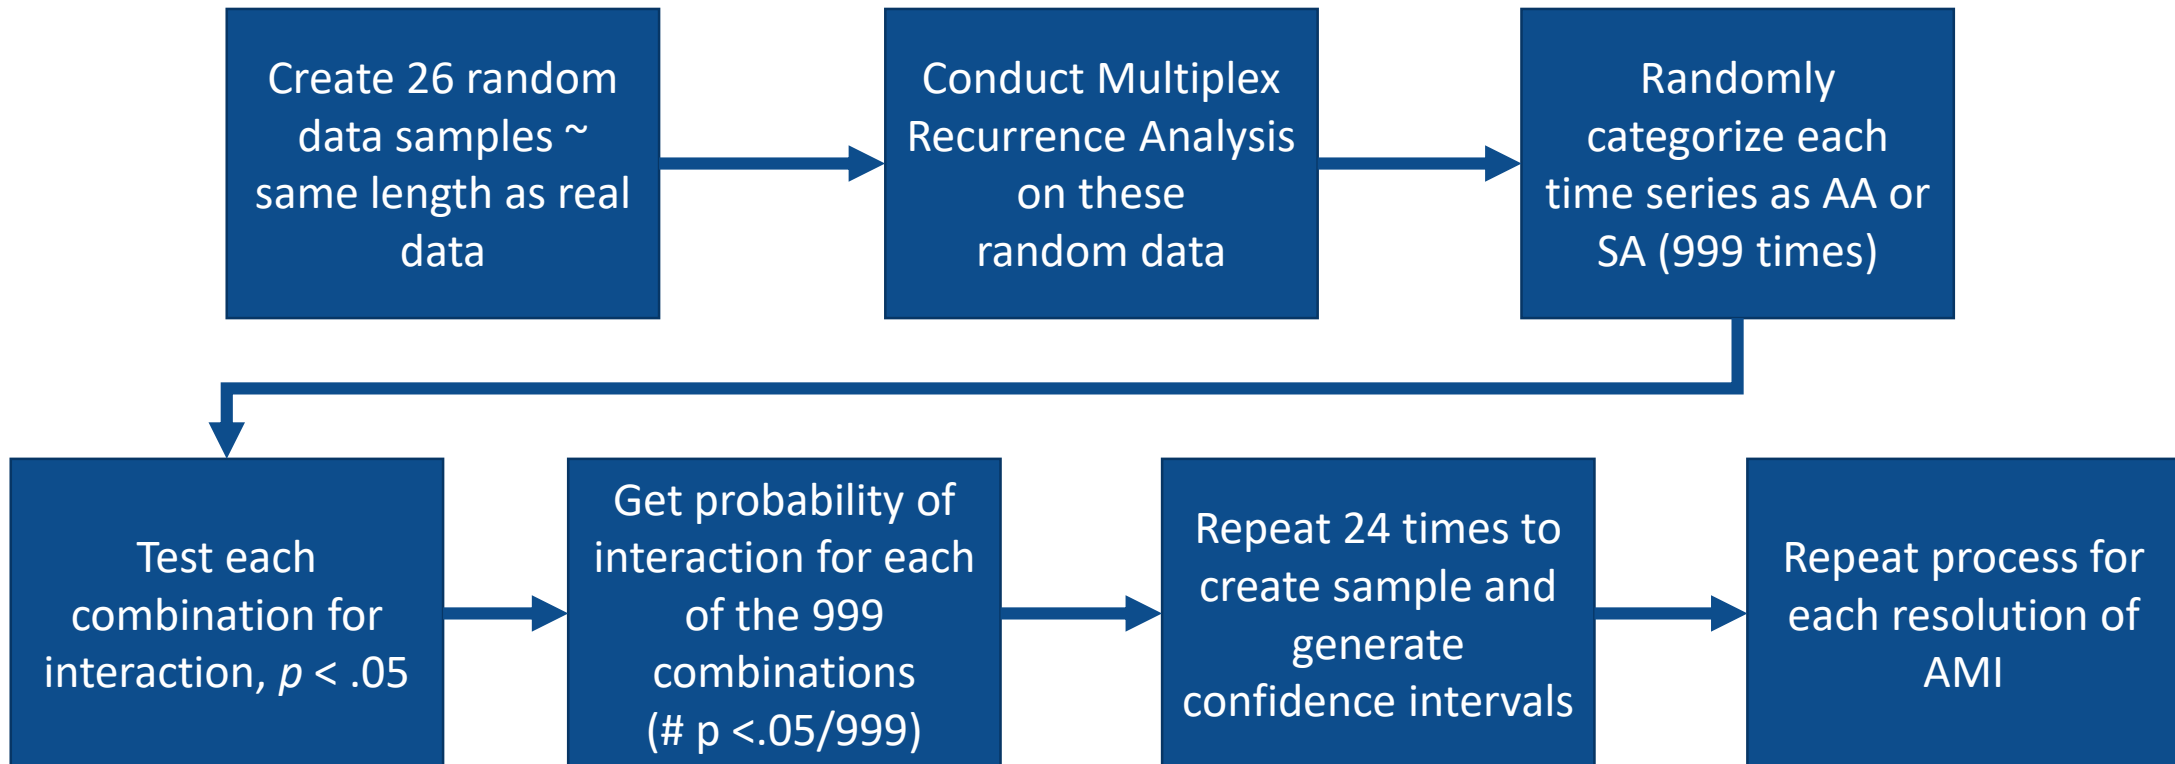 Create 26 random
data samples ~
same length as real
data
Conduct Multiplex
Recurrence Analysis
on these
random data
Randomly
categorize each
time series as AA or
SA (999 times)
Test each
combination for
interaction, p < .05
Get probability of
interaction for each
of the 999
combinations
(# p <.05/999)
Repeat 24 times to
create sample and
generate
confidence intervals
Repeat process for
each resolution of
AMI